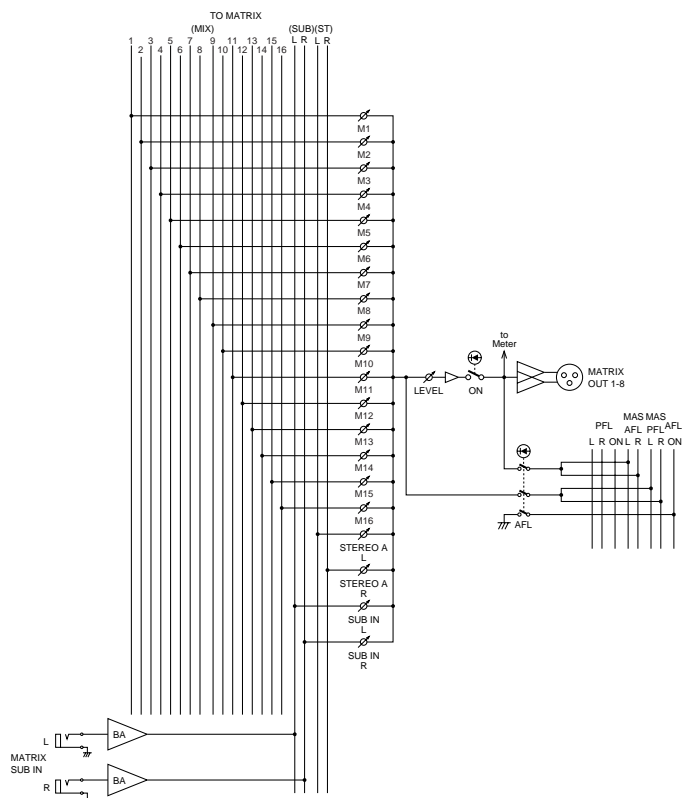 TO MATRIX
(MIX) (SUB)(ST)
1 3 5 7 9 11 13 15 L R L R
2 4 6 8 10 12 14 16
M1
M2
M3
M4
M5
M6
M7
M8
M9
M10
M11
M12
M13
M14
M15
M16
STEREO A
L
STEREO A
R
SUB IN
L
SUB IN
R
to
Meter
LEVEL
ON
MATRIX
OUT 1-8
MAS MAS
PFL AFL PFL AFL
L R ON L R L R ON
AFL
MATRIX
SUB IN
L
BA
R
BA